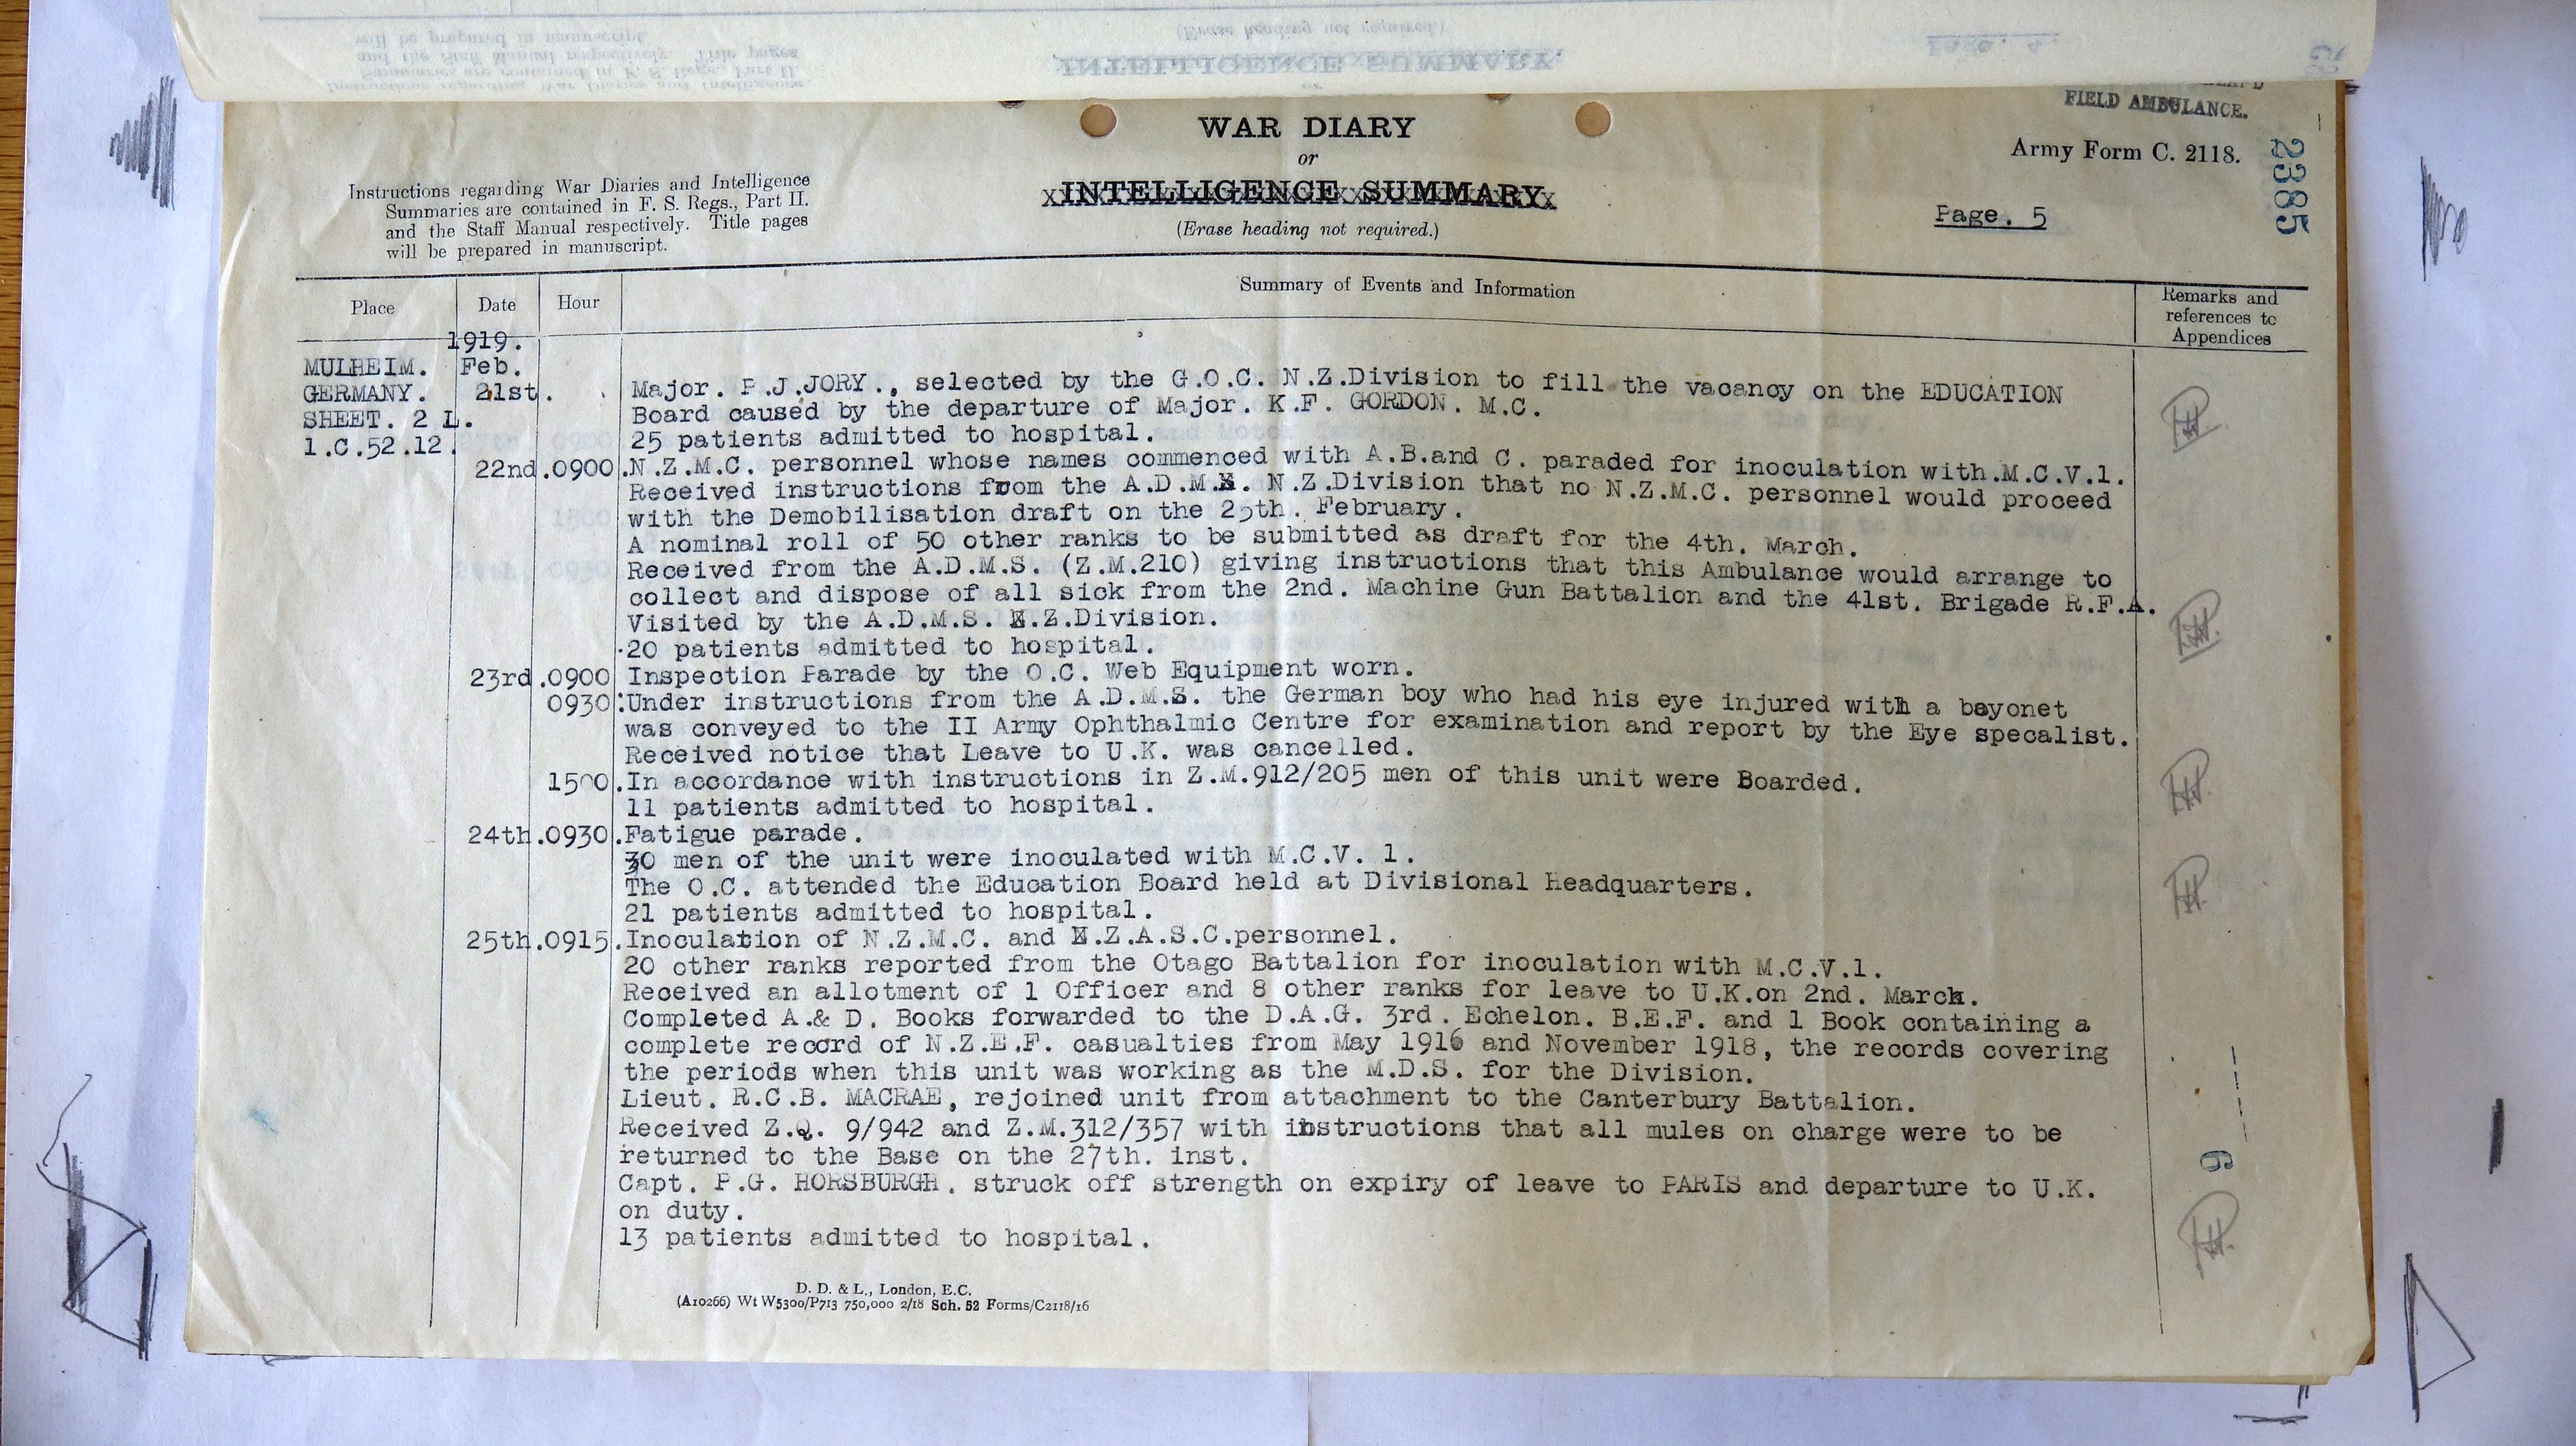 FIELD AMBULANCE.
WAR DIARY
or
INTELLIGENCE SUMMARY
(Erase heading not required.)
Army Form C. 2118.
2385
Page. 5
Instructions regarding War Diaries and Intelligence
Summaries are contained in F. S. Regs., Part II.
and the Staff Manual respectively. Title pages
will be prepared in manuscript.
Place Date Hour Summary of Events and Information Remarks and references to Appendices
1919.
MULHEIM. Feb.
GERMANY. 21st. Major. P.J.JORY., selected by the G.O.C. N.Z.Division to fill the vacancy on the EDUCATION
SHEET. 2 L. Board caused by the departure of Major. K.F. GORDON. M.C.
1.C.52.12. 25 patients admitted to hospital.
22nd.0900.N.Z.M.C. personnel whose names commenced with A.B.and C. paraded for inoculation with.M.C.V.1.
Received instructions from the A.D.M.S. N.Z.Division that no N.Z.M.C. personnel would proceed
with the Demobilisation draft on the 25th. February.
A nominal roll of 50 other ranks to be submitted as draft for the 4th. March.
Received from the A.D.M.S. (Z.M.210) giving instructions that this Ambulance would arrange to
collect and dispose of all sick from the 2nd. Machine Gun Battalion and the 41st. Brigade R.F.A.
Visited by the A.D.M.S. N.Z.Division.
20 patients admitted to hospital.
23rd.0900 Inspection Parade by the O.C. Web Equipment worn.
0930:Under instructions from the A.D.M.S. the German boy who had his eye injured with a bayonet
was conveyed to the II Army Ophthalmic Centre for examination and report by the Eye specalist.
Received notice that Leave to U.K. was cancelled.
1500.In accordance with instructions in Z.M.912/205 men of this unit were Boarded.
11 patients admitted to hospital.
24th.0930.Fatigue parade.
30 men of the unit were inoculated with M.C.V. 1.
The O.C. attended the Education Board held at Divisional Headquarters.
21 patients admitted to hospital.
25th.0915.Inoculation of N.Z.M.C. and N.Z.A.S.C.personnel.
20 other ranks reported from the Otago Battalion for inoculation with M.C.V.1.
Received an allotment of 1 Officer and 8 other ranks for leave to U.K.on 2nd. March.
Completed A.& D. Books forwarded to the D.A.G. 3rd. Echelon. B.E.F. and 1 Book containing a
complete record of N.Z.E.F. casualties from May 1916 and November 1918, the records covering
the periods when this unit was working as the M.D.S. for the Division.
Lieut. R.C.B. MACRAE, rejoined unit from attachment to the Canterbury Battalion.
Received Z.Q. 9/942 and Z.M.312/357 with instructions that all mules on charge were to be
returned to the Base on the 27th. inst.
Capt. P.G. HORSBURGH. struck off strength on expiry of leave to PARIS and departure to U.K.
on duty.
13 patients admitted to hospital.
6
D. D. & L., London, E.C.
(A10266) Wt W5300/P713 750,000 2/18 Sch. 52 Forms/C2118/16